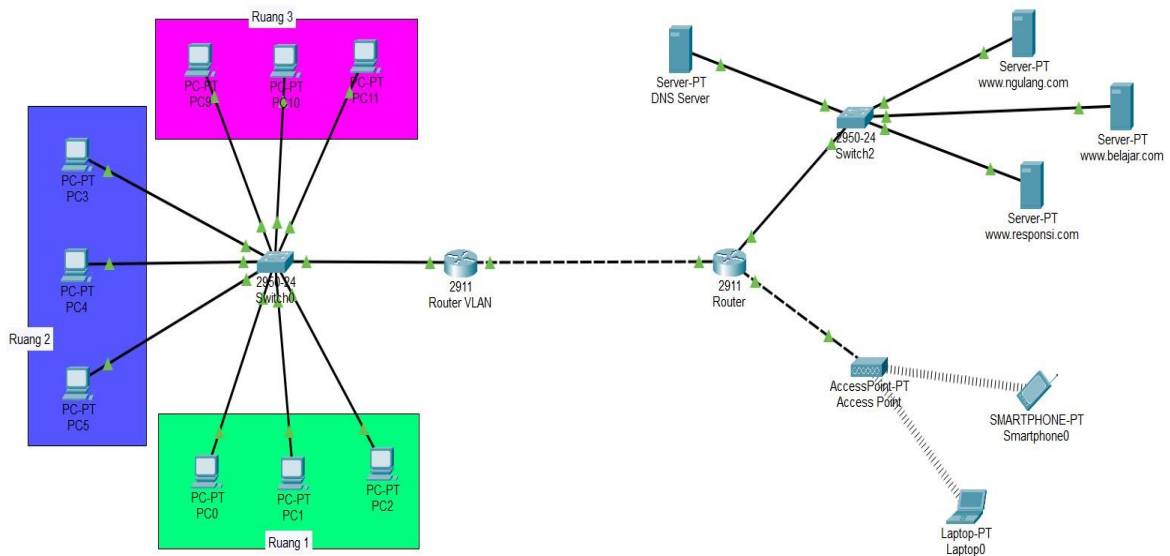 Ruang 3
PC-PT
PC9
PC-PT
PC10
PC-PT
PC11
PC-PT
PC3
PC-PT
PC4
PC-PT
PC5
Ruang 2
2950-24
Switch0
2911
Router VLAN
2911
Router
PC-PT
PC0
PC-PT
PC1
PC-PT
PC2
Ruang 1
Server-PT
DNS Server
Server-PT
www.ngulang.com
2950-24
Switch2
Server-PT
www.belajar.com
Server-PT
www.responsi.com
AccessPoint-PT
Access Point
SMARTPHONE-PT
Smartphone0
Laptop-PT
Laptop0